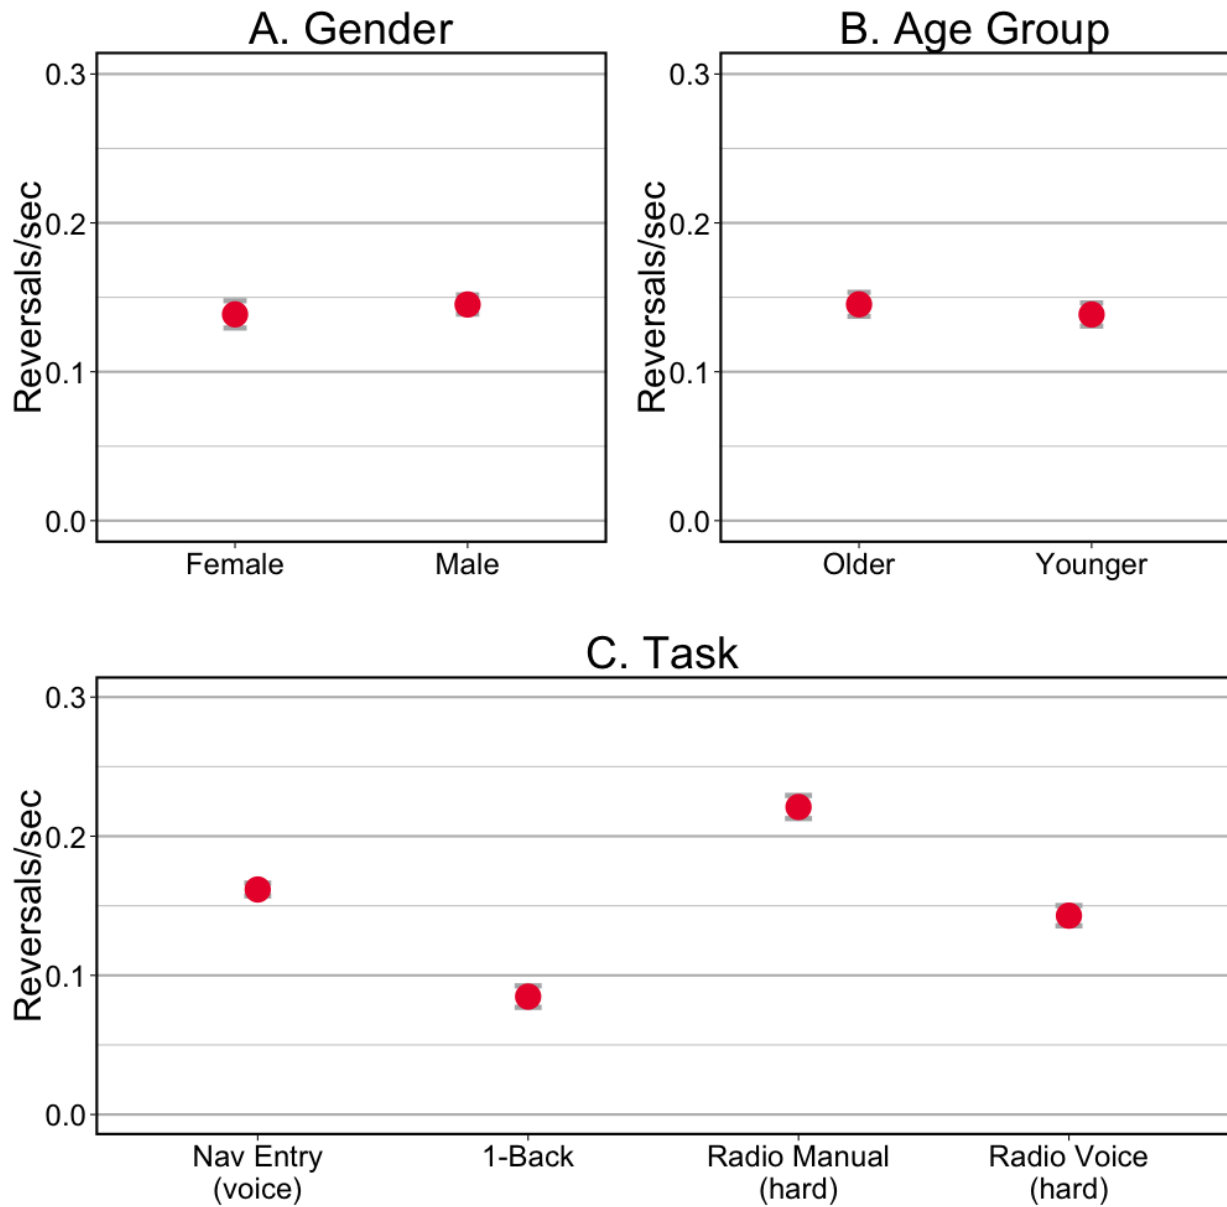 A. Gender
Reversals/sec
0.3
0.2
0.1
0.0
Female Male
B. Age Group
Reversals/sec
0.3
0.2
0.1
0.0
Older Younger
C. Task
Reversals/sec
0.3
0.2
0.1
0.0
Nav Entry 1-Back Radio Manual Radio Voice
(voice) (hard) (hard)